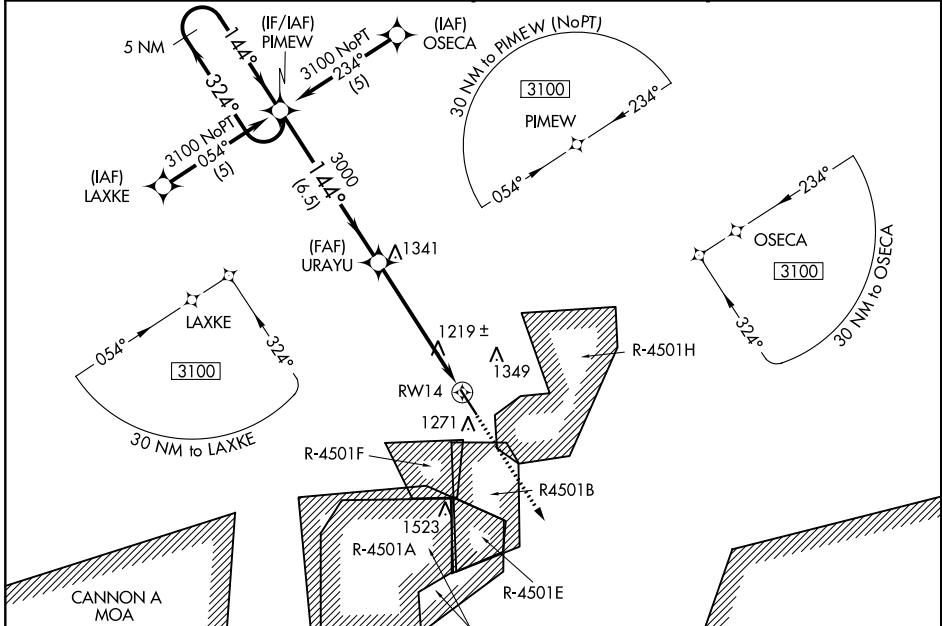 5 NM
144°
324°
(IF/IAF)
PIMEW
(IAF)
OSECA
3100 NoPT
234°
(5)
3100 NoPT
054°
(5)
(IAF)
LAXKE
3000
144°
(6.5)
(FAF)
URAYU
1341
30 NM to PIMEW (NoPT)
3100
PIMEW
234°
054°
234°
OSECA
3100
324°
30 NM to OSECA
LAXKE
054°
324°
3100
30 NM to LAXKE
1219 ±
1349
R-4501H
RW14
1271
R-4501F
R4501B
1523
R-4501A
R-4501E
CANNON A
MOA